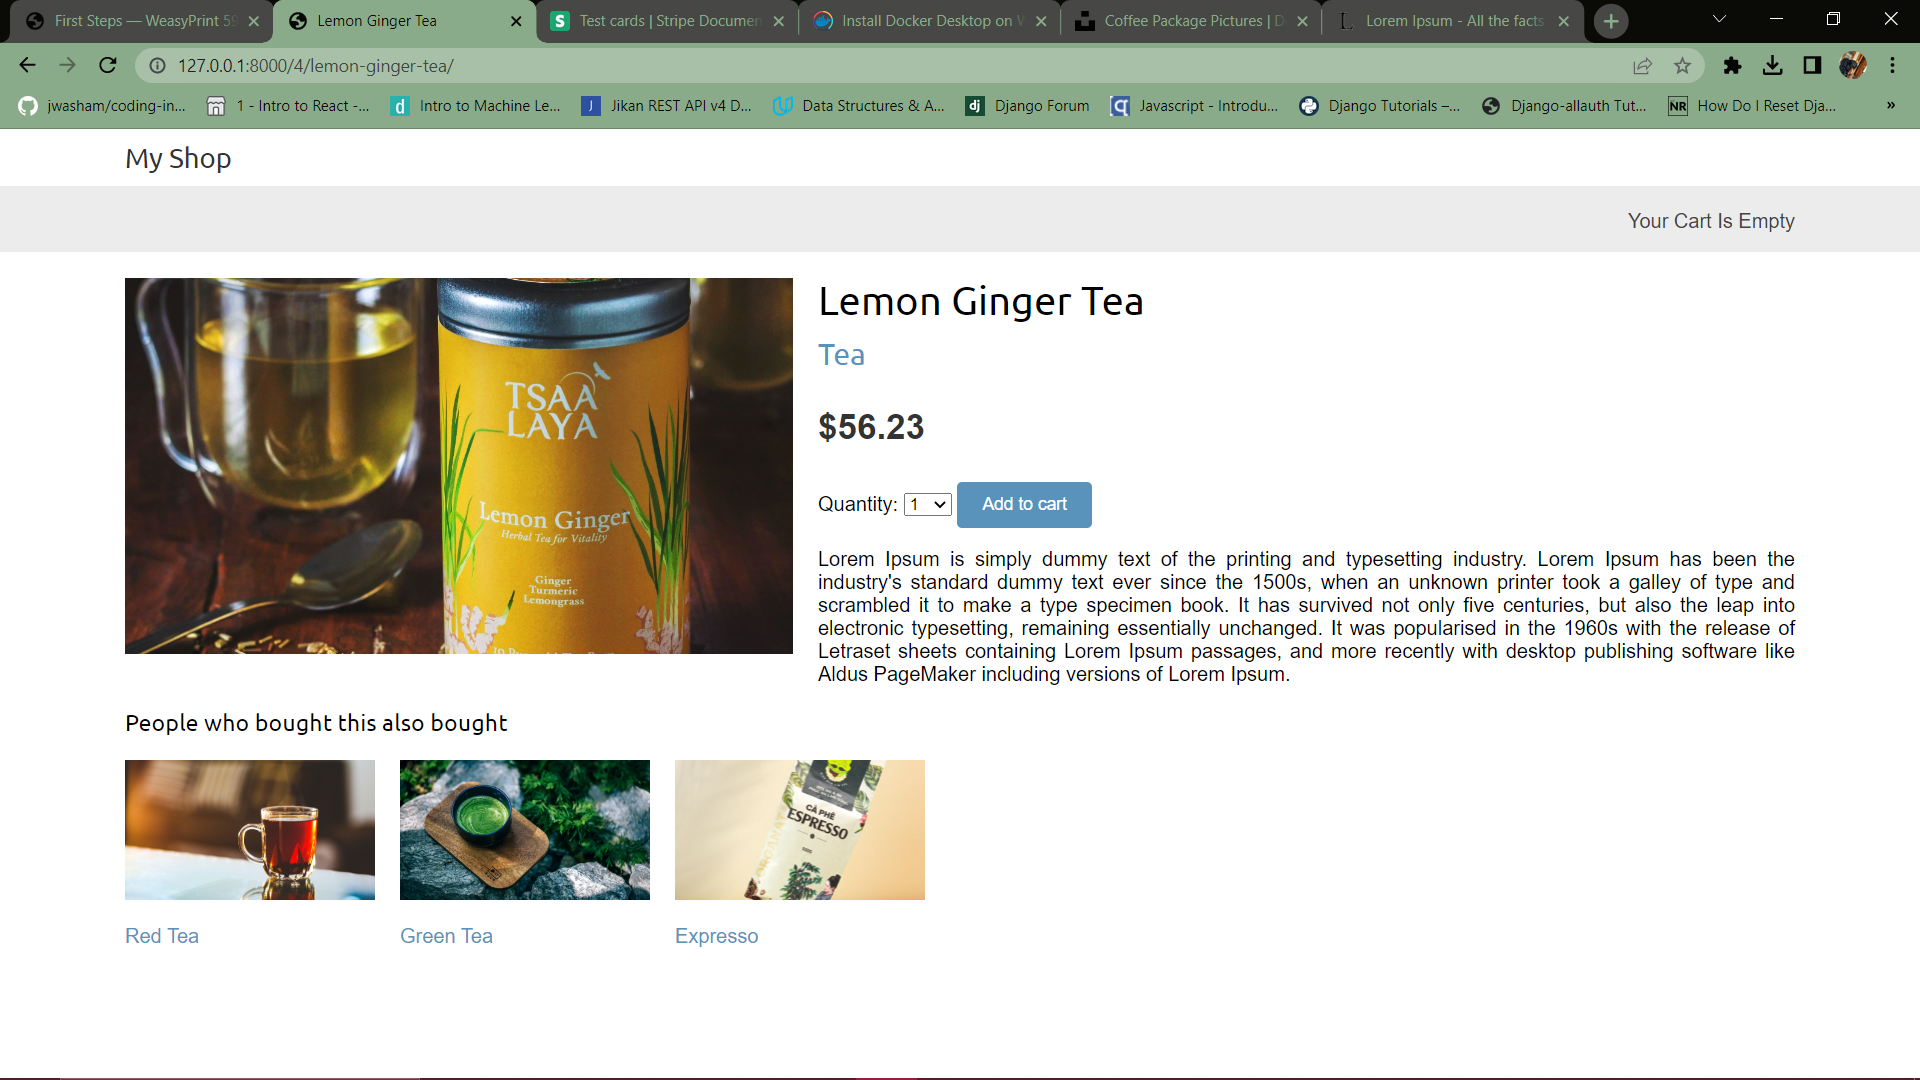 First Steps — WeasyPrint 59
Lemon Ginger Tea
Test cards | Stripe Documen
Install Docker Desktop on W
Coffee Package Pictures | D
Lorem Ipsum - All the facts
127.0.0.1:8000/4/lemon-ginger-tea/
jwasham/coding-in...
1 - Intro to React -...
Intro to Machine Le...
Jikan REST API v4 D...
Data Structures & A...
Django Forum
Javascript - Introdu...
Django Tutorials –...
Django-allauth Tut...
How Do I Reset Dja...
My Shop
Your Cart Is Empty
TSAA
LAYA
Lemon Ginger
Herbal Tea for Vitality
Ginger
Turmeric
Lemongrass
Lemon Ginger Tea
Tea
$56.23
Quantity: 1 Add to cart
Lorem Ipsum is simply dummy text of the printing and typesetting industry. Lorem Ipsum has been the
industry's standard dummy text ever since the 1500s, when an unknown printer took a galley of type and
scrambled it to make a type specimen book. It has survived not only five centuries, but also the leap into
electronic typesetting, remaining essentially unchanged. It was popularised in the 1960s with the release of
Letraset sheets containing Lorem Ipsum passages, and more recently with desktop publishing software like
Aldus PageMaker including versions of Lorem Ipsum.
People who bought this also bought
CÀ PHÊ
ESPRESSO
Red Tea
Green Tea
Expresso